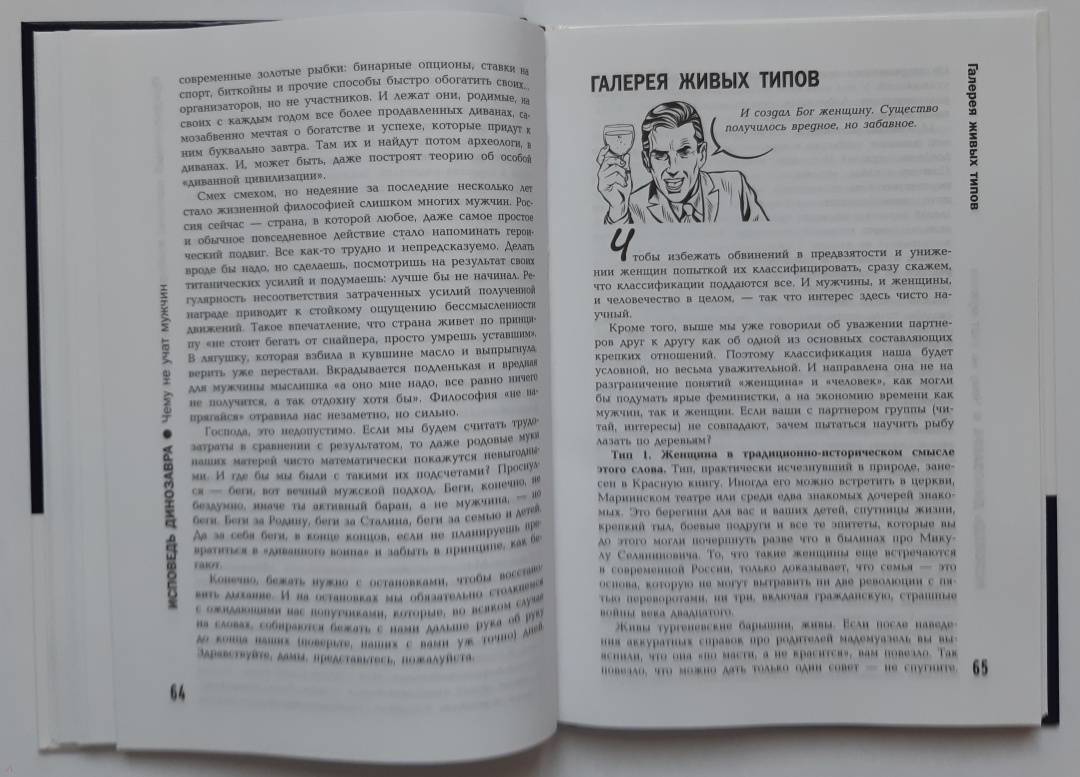 современные золотые рыбки: бинарные опционы, ставки на
спорт, биткойны и прочие способы быстро обогатить своих...
организаторов, но не участников. И лежат они, родимые, на
своих с каждым годом все более продавленных диванах, са-
мозабвенно мечтая о богатстве и успехе, которые придут к
ним буквально завтра. Там их и найдут потом археологи, в
диванах. И, может быть, даже построят теорию об особой
«диванной цивилизации».
Смех смехом, но недеяние за последние несколько лет
стало жизненной философией слишком многих мужчин. Рос-
сия сейчас — страна, в которой любое, даже самое простое
и обычное повседневное действие стало напоминать герои-
ческий подвиг. Все как-то трудно и непредсказуемо. Делать
вроде бы надо, но сделаешь, посмотришь на результат своих
титанических усилий и подумаешь: лучше бы не начинал. Ре-
гулярность несоответствия затраченных усилий полученной
награде приводит к стойкому ощущению бессмысленности
движений. Такое впечатление, что страна живет по принци-
пу «не стоит бегать от снайпера, просто умрешь уставшим».
В лягушку, которая взбила в кувшине масло и выпрыгнула,
верить уже перестали. Вкрадывается подленькая и вредная
для мужчины мыслишка «а оно мне надо, все равно ничего
не получится, а так отдохну хотя бы». Философия «не на-
прягайся» отравила нас незаметно, но сильно.
Господа, это недопустимо. Если мы будем считать трудо-
затраты в сравнении с результатом, то даже родовые муки
наших матерей чисто математически покажутся невыгодны-
ми. И где бы мы были с такими их подсчетами? Проснул-
ся — беги, вот вечный мужской подход. Беги, конечно, не
бездумно, иначе ты активный баран, а не мужчина, — но
беги. Беги за Родину, беги за Сталина, беги за семью и детей.
Да за себя беги, в конце концов, если не планируешь пре-
вратиться в «диванного воина» и забыть в принципе, как бе-
гают.
Конечно, бежать нужно с остановками, чтобы восстано-
вить дыхание. И на остановках мы обязательно столкнемся
с ожидающими нас попутчиками, которые, во всяком случае
на словах, собираются бежать с нами дальше рука об руку
до конца наших (поверьте, наших с вами уж точно) дней.
Здравствуйте, дамы, представьтесь, пожалуйста.
ИСПОВЕДЬ ДИНОЗАВРА ● Чему не учат мужчин
64
ГАЛЕРЕЯ ЖИВЫХ ТИПОВ
И создал Бог женщину. Существо
получилось вредное, но забавное.
Чтобы избежать обвинений в предвзятости и униже-
нии женщин попыткой их классифицировать, сразу скажем,
что классификации поддаются все. И мужчины, и женщины,
и человечество в целом, — так что интерес здесь чисто на-
учный.
Кроме того, выше мы уже говорили об уважении партне-
ров друг к другу как об одной из основных составляющих
крепких отношений. Поэтому классификация наша будет
условной, но весьма уважительной. И направлена она не на
разграничение понятий «женщина» и «человек», как могли
бы подумать ярые феминистки, а на экономию времени как
мужчин, так и женщин. Если ваши с партнером группы (чи-
тай, интересы) не совпадают, зачем пытаться научить рыбу
лазать по деревьям?
Тип 1. Женщина в традиционно-историческом смысле
этого слова. Тип, практически исчезнувший в природе, зане-
сен в Красную книгу. Иногда его можно встретить в церкви,
Мариинском театре или среди едва знакомых дочерей знако-
мых. Это берегини для вас и ваших детей, спутницы жизни,
крепкий тыл, боевые подруги и все те эпитеты, которые вы
до этого могли почерпнуть разве что в былинах про Мику-
лу Селяниновича. То, что такие женщины еще встречаются
в современной России, только доказывает, что семья — это
основа, которую не могут вытравить ни две революции с пя-
тью переворотами, ни три, включая гражданскую, страшные
войны века двадцатого.
Живы тургеневские барышни, живы. Если после наведе-
ния аккуратных справок про родителей мадемуазель вы вы-
яснили, что она «по масти, а не красится», вам повезло. Так
повезло, что можно дать только один совет — не спугните.
Галерея живых типов
65